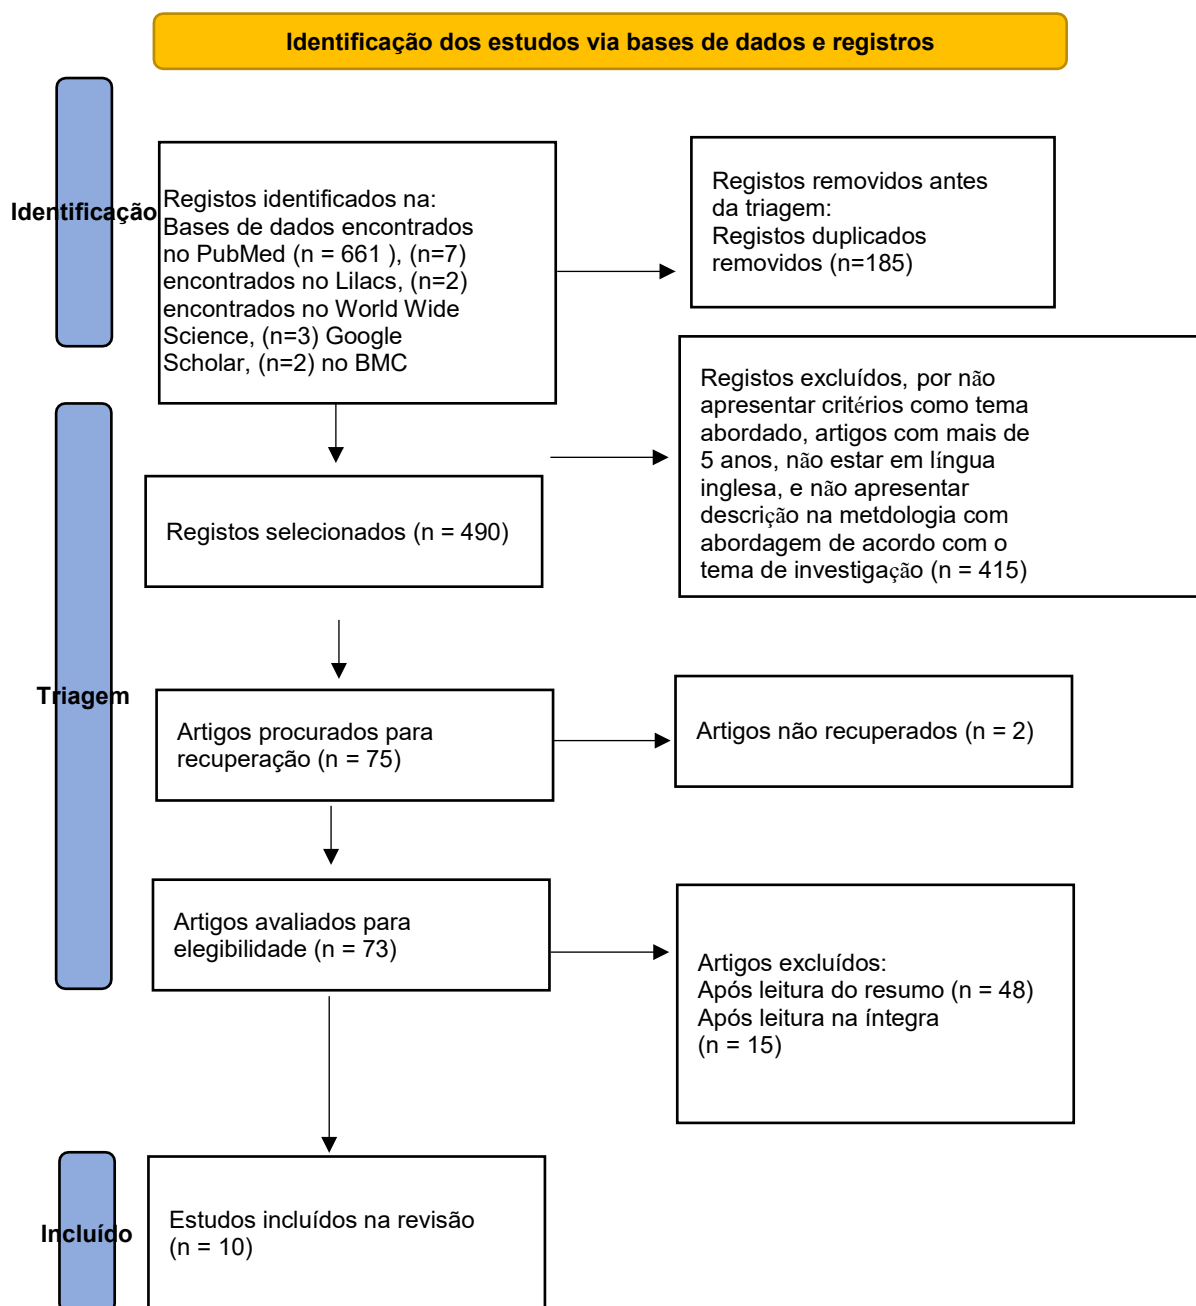 Identificação dos estudos via bases de dados e registros
Identificação
Registos identificados na:
Bases de dados encontrados
no PubMed (n = 661 ), (n=7)
encontrados no Lilacs, (n=2)
encontrados no World Wide
Science, (n=3) Google
Scholar, (n=2) no BMC
Registos removidos antes
da triagem:
Registos duplicados
removidos (n=185)
Triagem
Registos selecionados (n = 490)
Registos excluídos, por não
apresentar critérios como tema
abordado, artigos com mais de
5 anos, não estar em língua
inglesa, e não apresentar
descrição na metdologia com
abordagem de acordo com o
tema de investigação (n = 415)
Artigos procurados para
recuperação (n = 75)
Artigos não recuperados (n = 2)
Artigos avaliados para
elegibilidade (n = 73)
Artigos excluídos:
Após leitura do resumo (n = 48)
Após leitura na íntegra
(n = 15)
Incluído
Estudos incluídos na revisão
(n = 10)